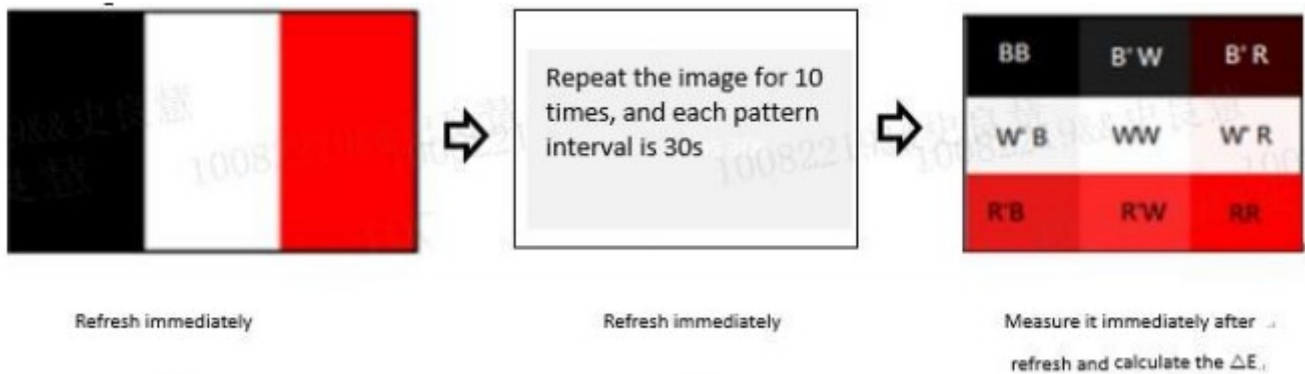 Repeat the image for 10
times, and each pattern
interval is 30s
BB B'W B'R
W'B WW W'R
R'B R'W RR
Refresh immediately
Refresh immediately
Measure it immediately after
refresh and calculate the △E